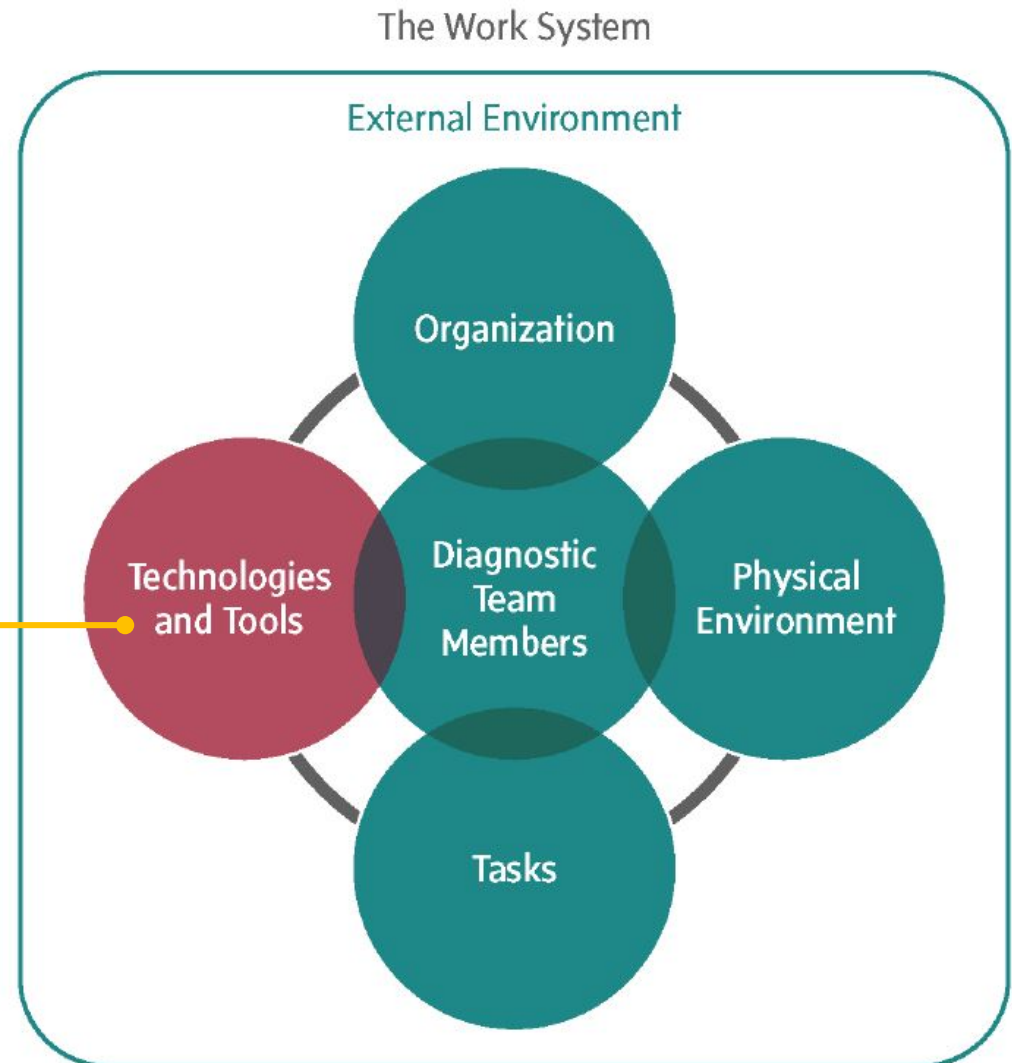 The Work System
External Environment
Organization
Technologies
and Tools
Diagnostic
Team
Members
Physical
Environment
Tasks